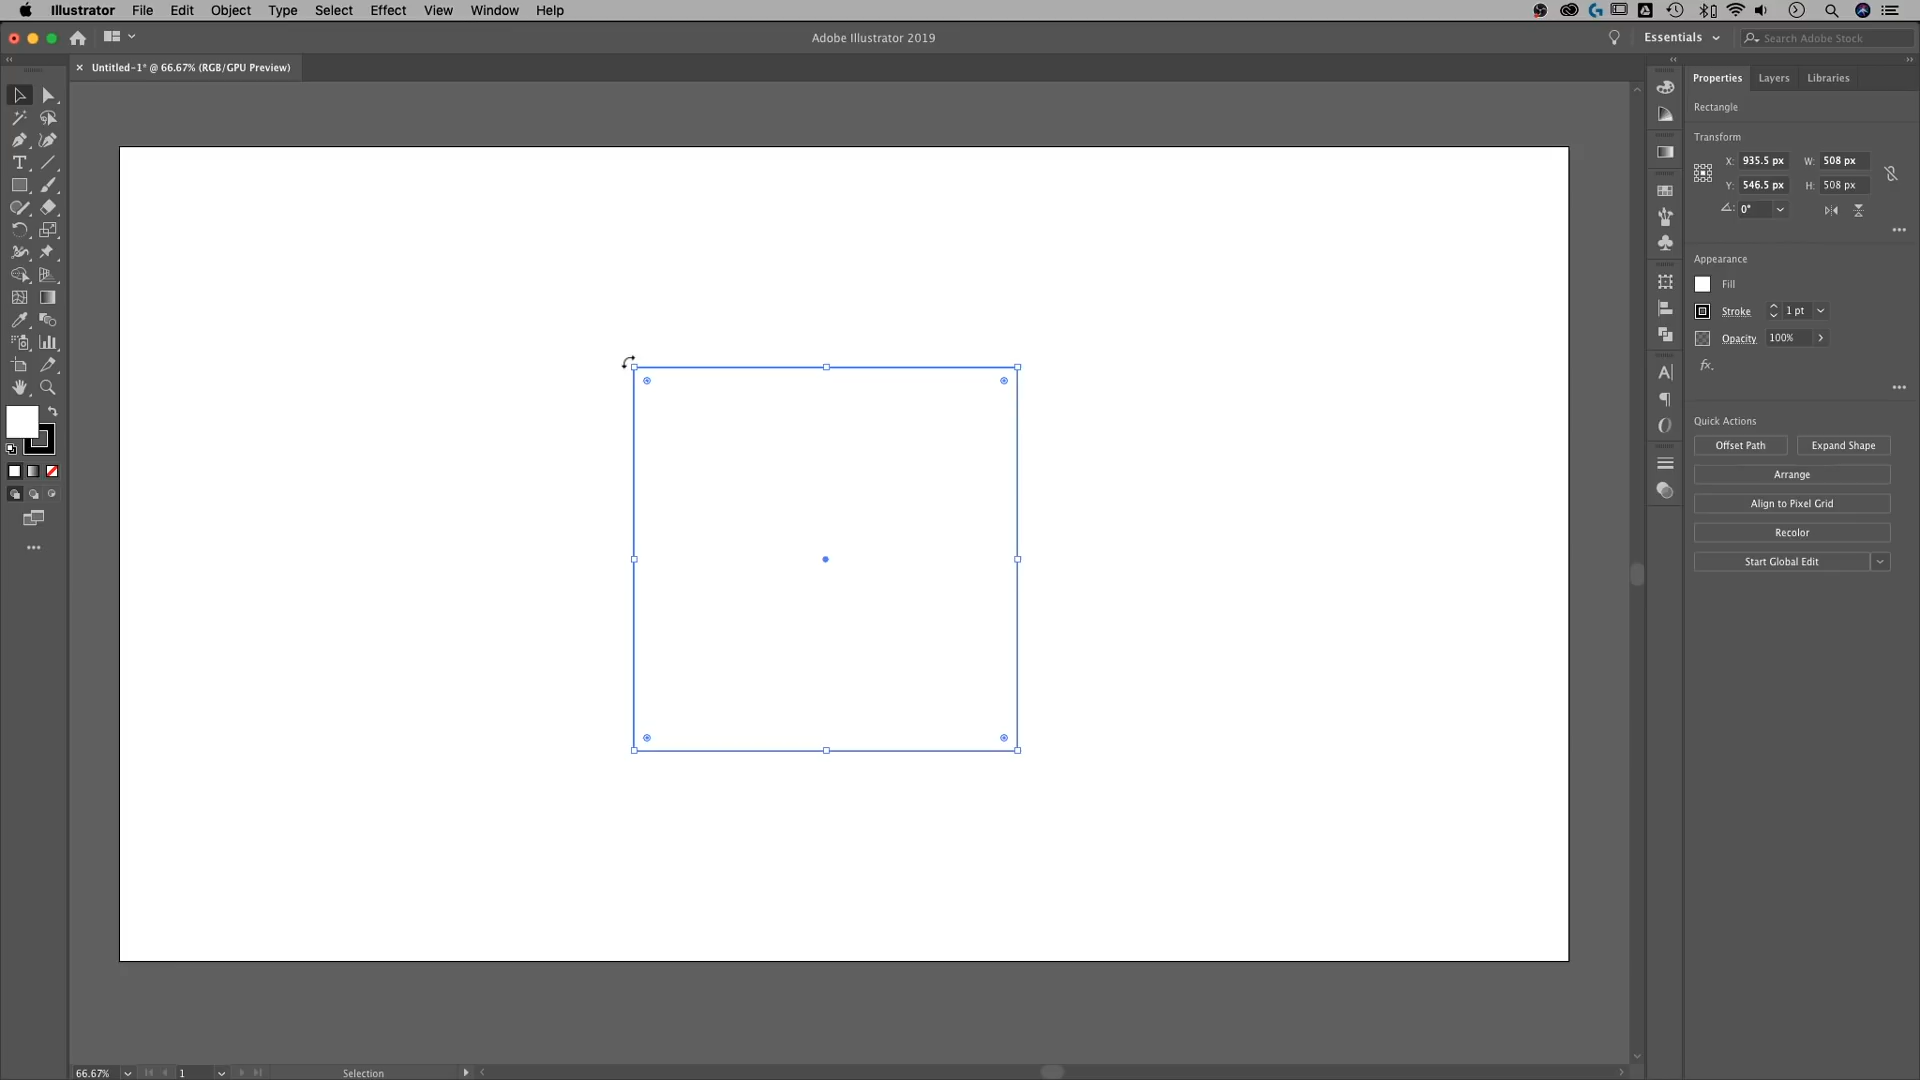 Illustrator File Edit Object Type Select Effect View Window Help
Adobe Illustrator 2019
Essentials
Search Adobe Stock
× Untitled-1* @ 66.67% (RGB/GPU Preview)
Properties Layers Libraries
Rectangle
Transform
X: 935.5 px W: 508 px
Y: 546.5 px H: 508 px
0°
Appearance
Fill
Stroke 1 pt
Opacity 100%
fx.
Quick Actions
Offset Path Expand Shape
Arrange
Align to Pixel Grid
Recolor
Start Global Edit
66.67% 1 Selection